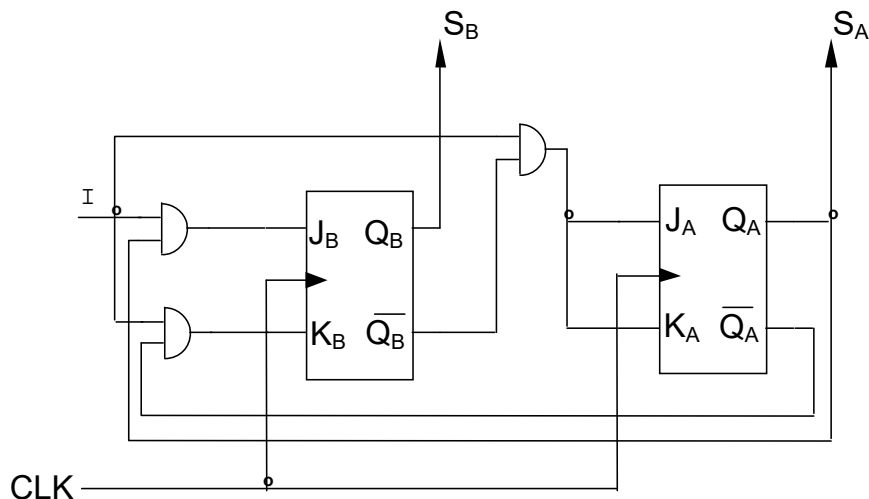 S_B S_A
I
J_B Q_B
K_B Q̅_B
J_A Q_A
K_A Q̅_A
CLK